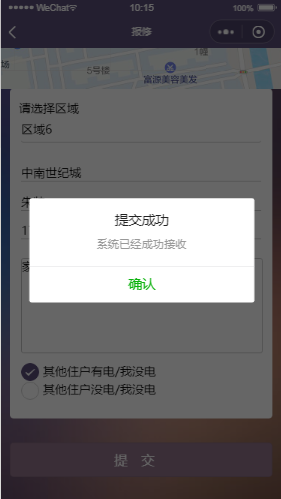 WeChat
10:15
100%
报修
1幢
场
5号楼
富源美容美发
请选择区域
区域6
中南世纪城
提交成功
系统已经成功接收
确认
其他住户有电/我没电
其他住户没电/我没电
提 交